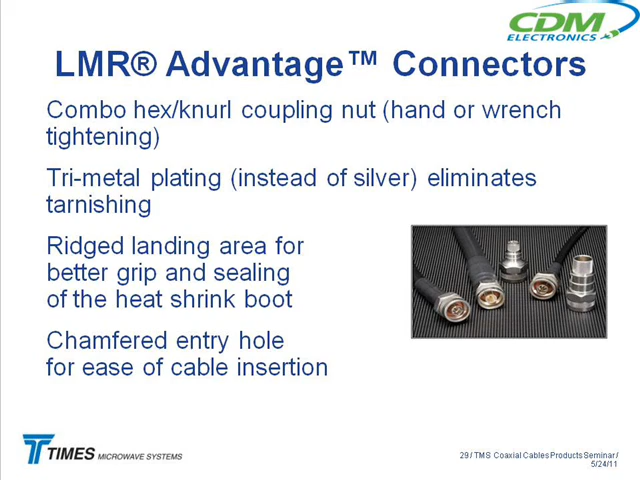 CDM
ELECTRONICS
LMR® Advantage™ Connectors
Combo hex/knurl coupling nut (hand or wrench
tightening)
Tri-metal plating (instead of silver) eliminates
tarnishing
Ridged landing area for
better grip and sealing
of the heat shrink boot
Chamfered entry hole
for ease of cable insertion
TIMES MICROWAVE SYSTEMS
29 / TMS Coaxial Cables Products Seminar /
5/24/11